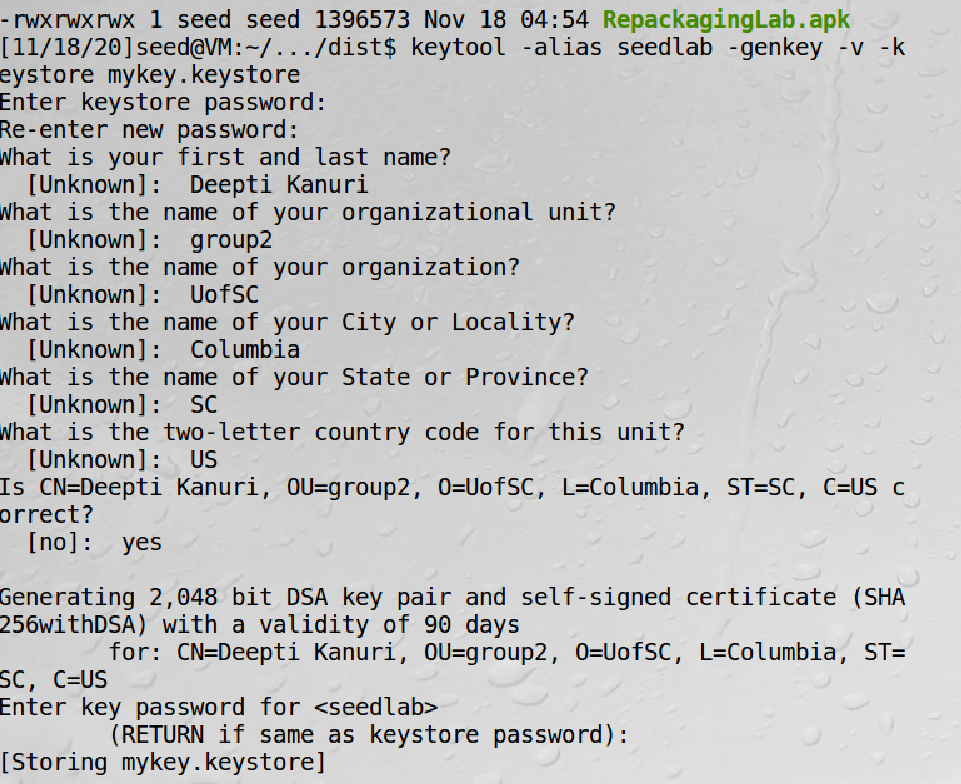 -rwxrwxrwx 1 seed seed 1396573 Nov 18 04:54 RepackagingLab.apk
[11/18/20]seed@VM:~/.../dist$ keytool -alias seedlab -genkey -v -k
eystore mykey.keystore
Enter keystore password:
Re-enter new password:
What is your first and last name?
  [Unknown]:  Deepti Kanuri
What is the name of your organizational unit?
  [Unknown]:  group2
What is the name of your organization?
  [Unknown]:  UofSC
What is the name of your City or Locality?
  [Unknown]:  Columbia
What is the name of your State or Province?
  [Unknown]:  SC
What is the two-letter country code for this unit?
  [Unknown]:  US
Is CN=Deepti Kanuri, OU=group2, O=UofSC, L=Columbia, ST=SC, C=US c
orrect?
  [no]:  yes

Generating 2,048 bit DSA key pair and self-signed certificate (SHA
256withDSA) with a validity of 90 days
        for: CN=Deepti Kanuri, OU=group2, O=UofSC, L=Columbia, ST=
SC, C=US
Enter key password for <seedlab>
        (RETURN if same as keystore password):
[Storing mykey.keystore]